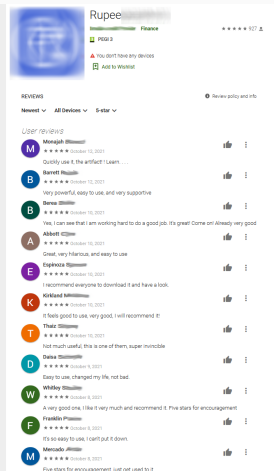 Rupee
Finance
★★★★★ 927
PEGI 3
You don't have any devices
Add to Wishlist
REVIEWS
Review policy and info
Newest
All Devices
5-star
User reviews
M
Monajah
★★★★★ October 12, 2021
Quickly use it, the artifact!! Learn.....
B
Barrett
★★★★★ October 12, 2021
Very powerful, easy to use, and very supportive
B
Berea
★★★★★ October 10, 2021
Yes, I can see that I am working hard to do a good job. It's great! Come on! Already very good
A
Abbott
★★★★★ October 10, 2021
Great, very hilarious, and easy to use
E
Espinoza
★★★★★ October 10, 2021
I recommend everyone to download it and have a look.
K
Kirkland
★★★★★ October 10, 2021
It feels good to use, very good, I will recommend it!
T
Thaiz
★★★★★ October 10, 2021
Not much useful, this is one of them, super invincible
D
Daisa
★★★★★ October 9, 2021
Easy to use, changed my life, not bad.
W
Whitley
★★★★★ October 8, 2021
A very good one, I like it very much and recommend it. Five stars for encouragement
F
Franklin
★★★★★ October 8, 2021
It's so easy to use, I can't put it down.
M
Mercado
★★★★★ October 8, 2021
Five stars for encouragement, just get used to it